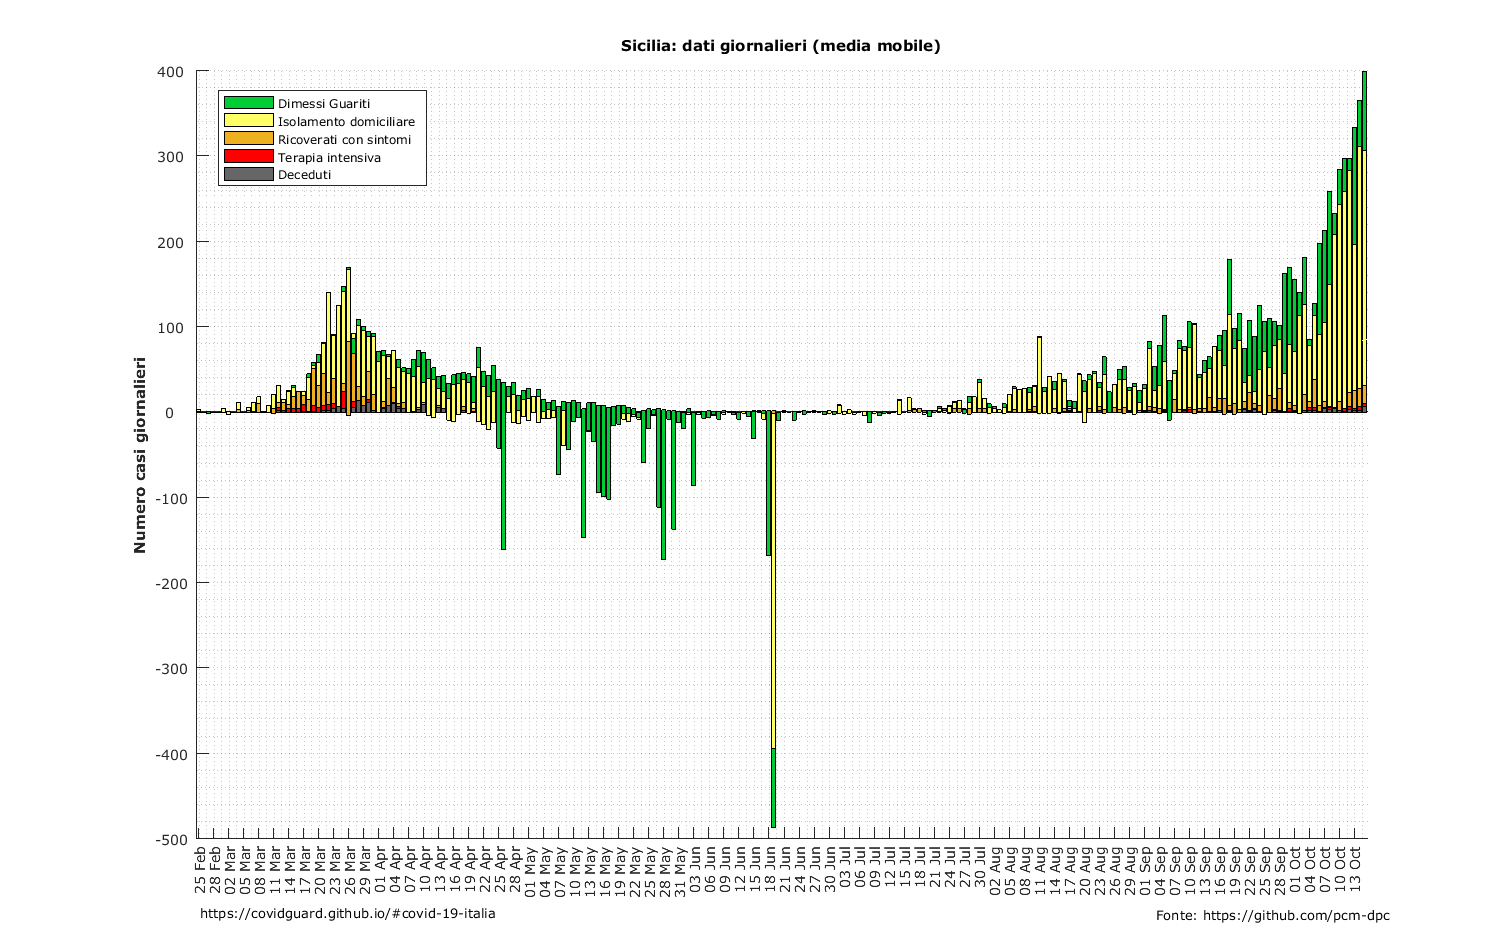 Sicilia: dati giornalieri (media mobile)
Numero casi giornalieri
400
300
200
100
0
-100
-200
-300
-400
-500
Dimessi Guariti
Isolamento domiciliare
Ricoverati con sintomi
Terapia intensiva
Deceduti
25 Feb
28 Feb
02 Mar
05 Mar
08 Mar
11 Mar
14 Mar
17 Mar
20 Mar
23 Mar
26 Mar
29 Mar
01 Apr
04 Apr
07 Apr
10 Apr
13 Apr
16 Apr
19 Apr
22 Apr
25 Apr
28 Apr
01 May
04 May
07 May
10 May
13 May
16 May
19 May
22 May
25 May
28 May
31 May
03 Jun
06 Jun
09 Jun
12 Jun
15 Jun
18 Jun
21 Jun
24 Jun
27 Jun
30 Jun
03 Jul
06 Jul
09 Jul
12 Jul
15 Jul
18 Jul
21 Jul
24 Jul
27 Jul
30 Jul
02 Aug
05 Aug
08 Aug
11 Aug
14 Aug
17 Aug
20 Aug
23 Aug
26 Aug
29 Aug
01 Sep
04 Sep
07 Sep
10 Sep
13 Sep
16 Sep
19 Sep
22 Sep
25 Sep
28 Sep
01 Oct
04 Oct
07 Oct
10 Oct
13 Oct
https://covidguard.github.io/#covid-19-italia
Fonte: https://github.com/pcm-dpc